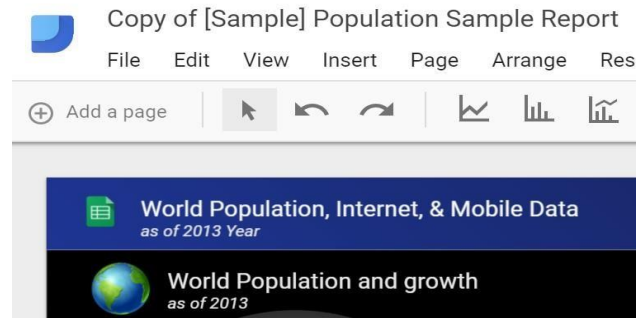 Copy of [Sample] Population Sample Report
File Edit View Insert Page Arrange Res
Add a page
World Population, Internet, & Mobile Data
as of 2013 Year
World Population and growth
as of 2013